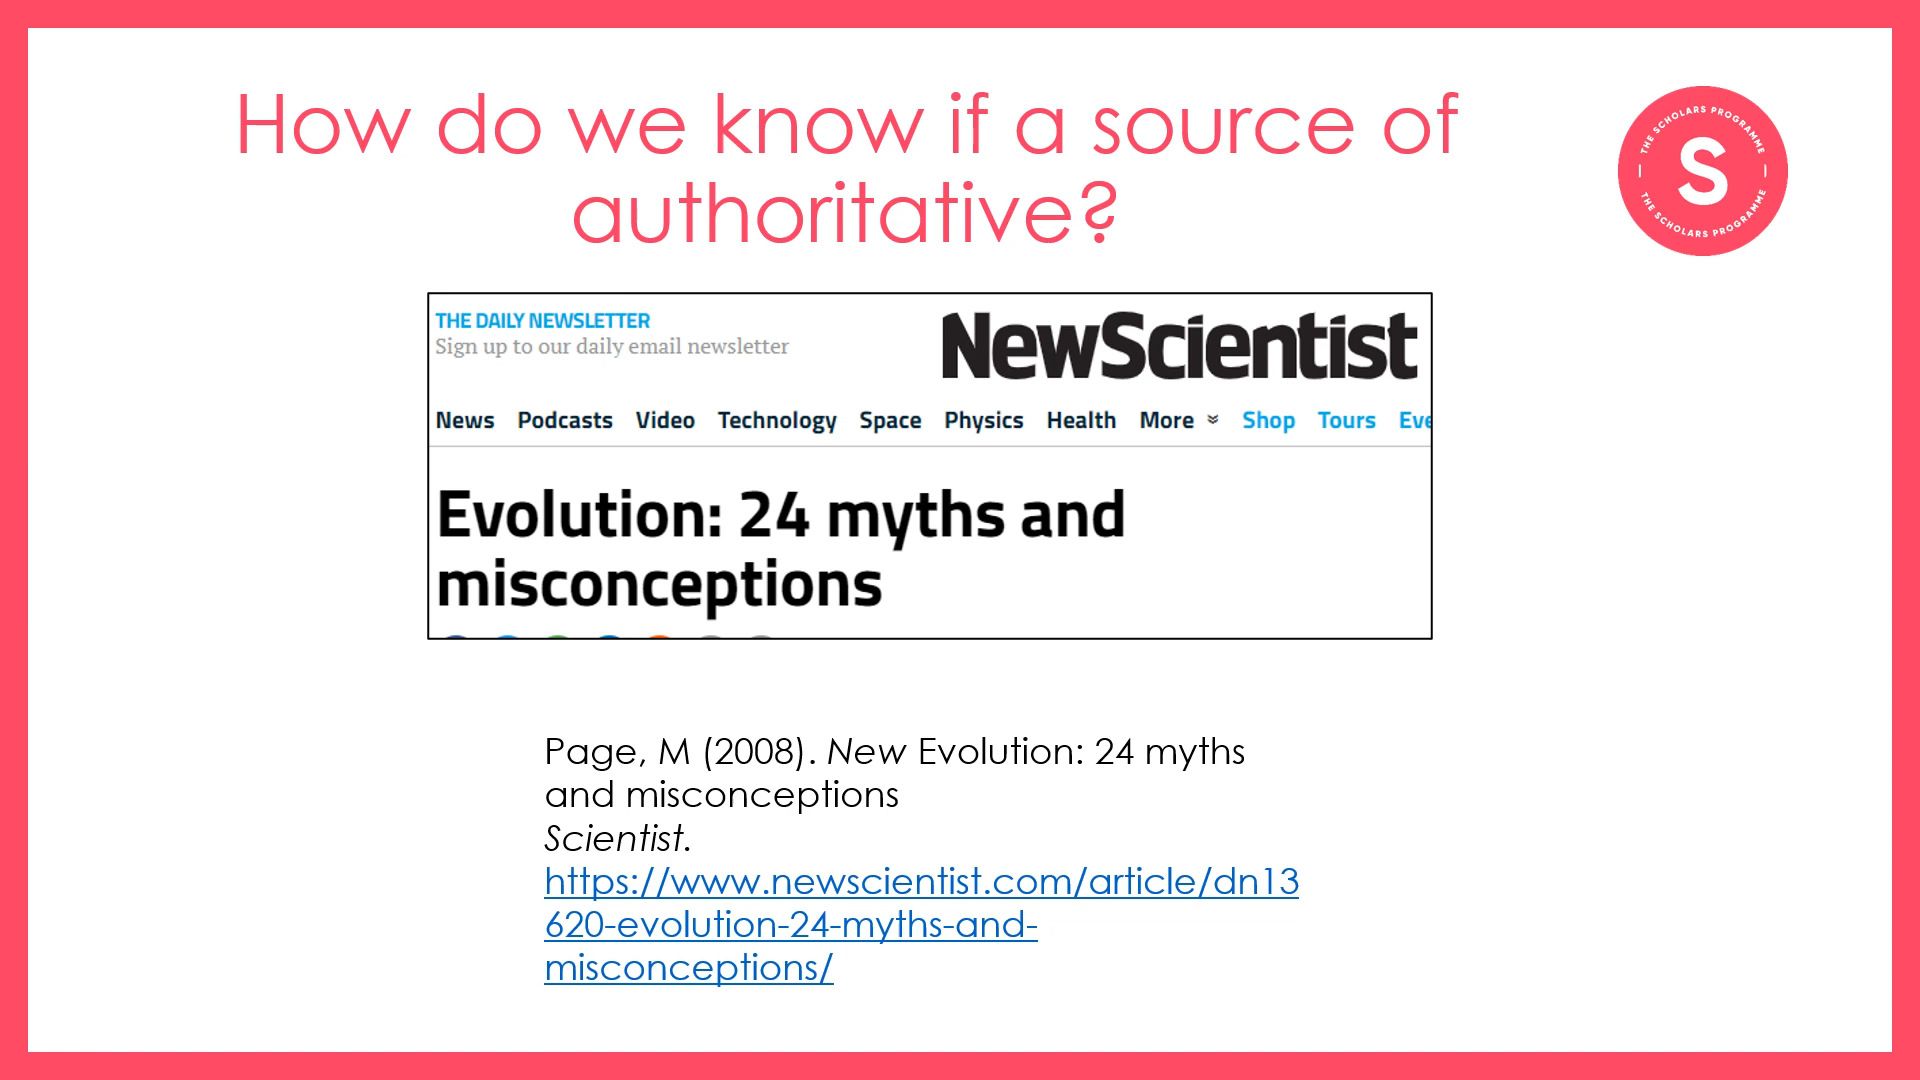 How do we know if a source of
authoritative?
THE SCHOLARS PROGRAMME
S
THE SCHOLARS PROGRAMME
THE DAILY NEWSLETTER
Sign up to our daily email newsletter
NewScientist
News Podcasts Video Technology Space Physics Health More Shop Tours Eve
Evolution: 24 myths and
misconceptions
Page, M (2008). New Evolution: 24 myths
and misconceptions
Scientist.
https://www.newscientist.com/article/dn13
620-evolution-24-myths-and-
misconceptions/